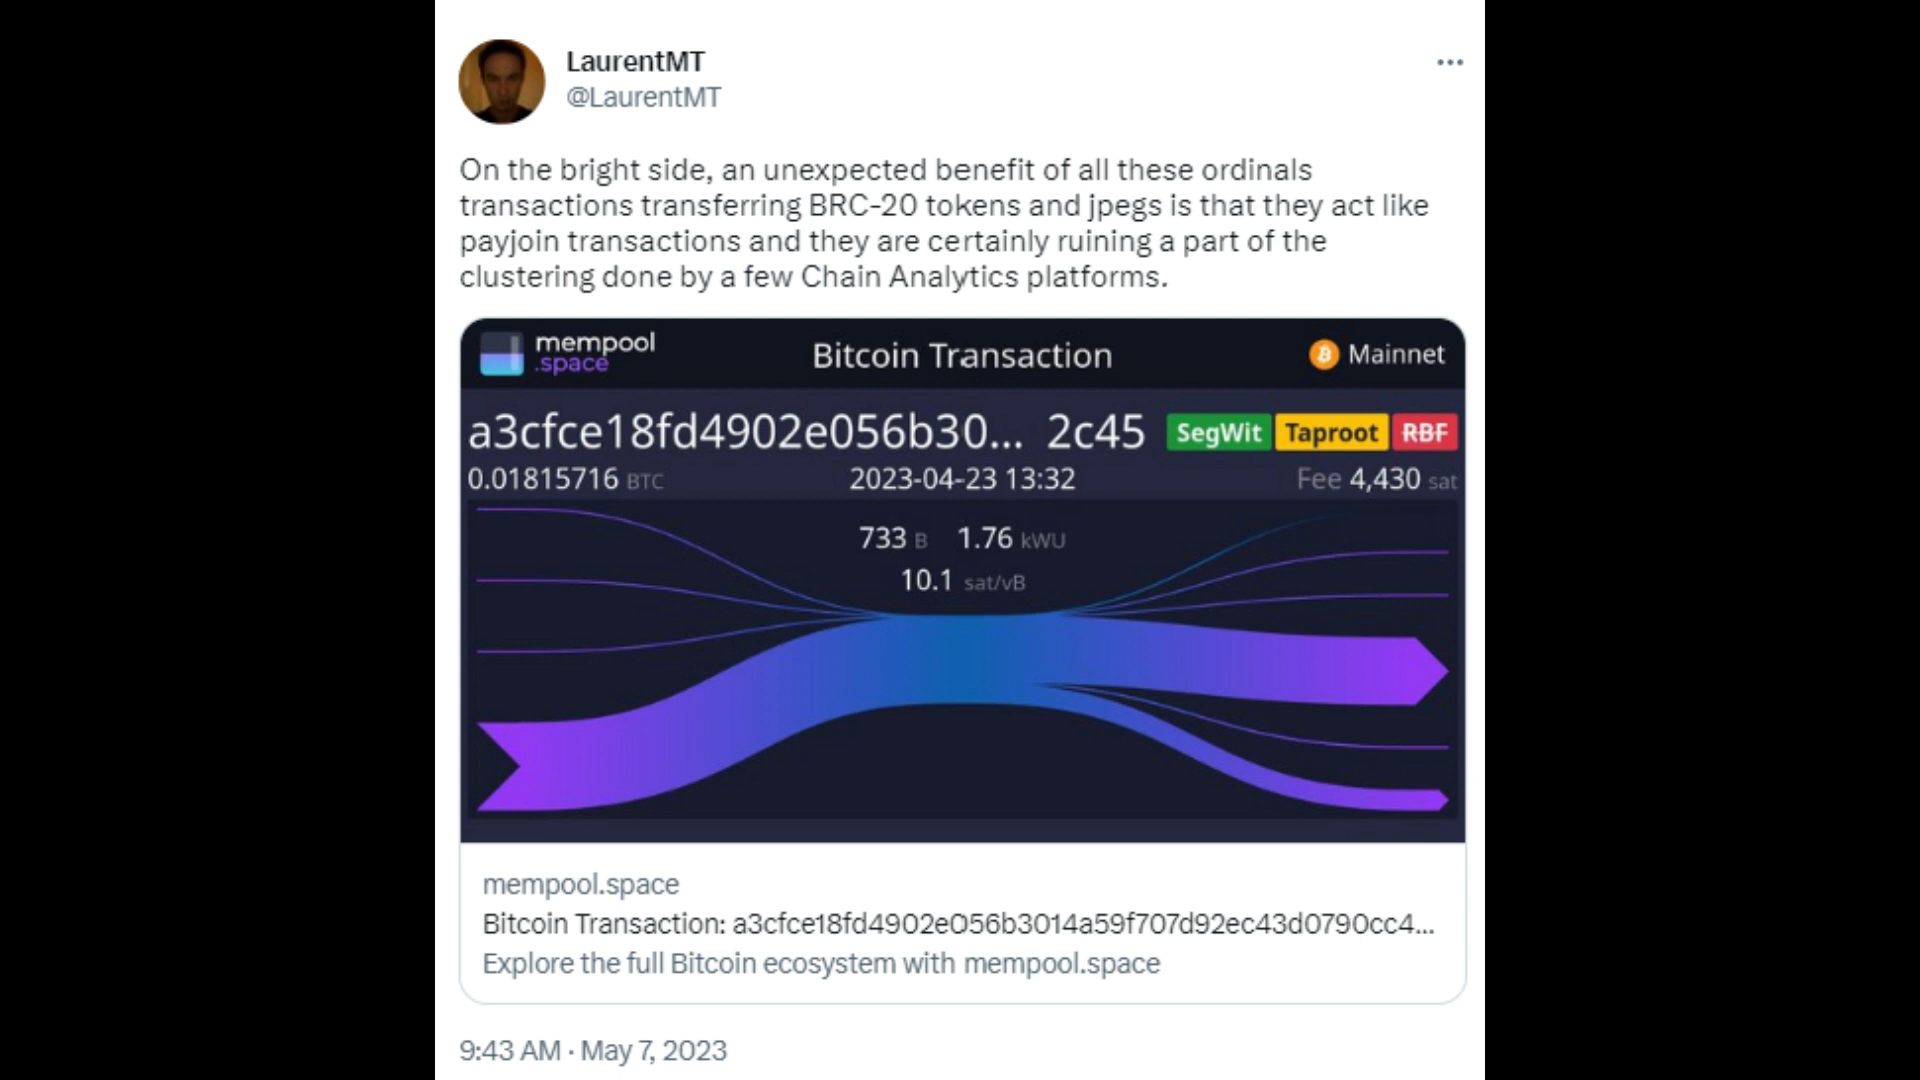 LaurentMT
@LaurentMT
On the bright side, an unexpected benefit of all these ordinals
transactions transferring BRC-20 tokens and jpegs is that they act like
payjoin transactions and they are certainly ruining a part of the
clustering done by a few Chain Analytics platforms.
mempool
.space
Bitcoin Transaction
Mainnet
a3cfce18fd4902e056b30... 2c45 SegWit Taproot RBF
0.01815716 BTC 2023-04-23 13:32 Fee 4,430 sat
733 B 1.76 kWU
10.1 sat/vB
mempool.space
Bitcoin Transaction: a3cfce18fd4902e056b3014a59f707d92ec43d0790cc4...
Explore the full Bitcoin ecosystem with mempool.space
9:43 AM · May 7, 2023